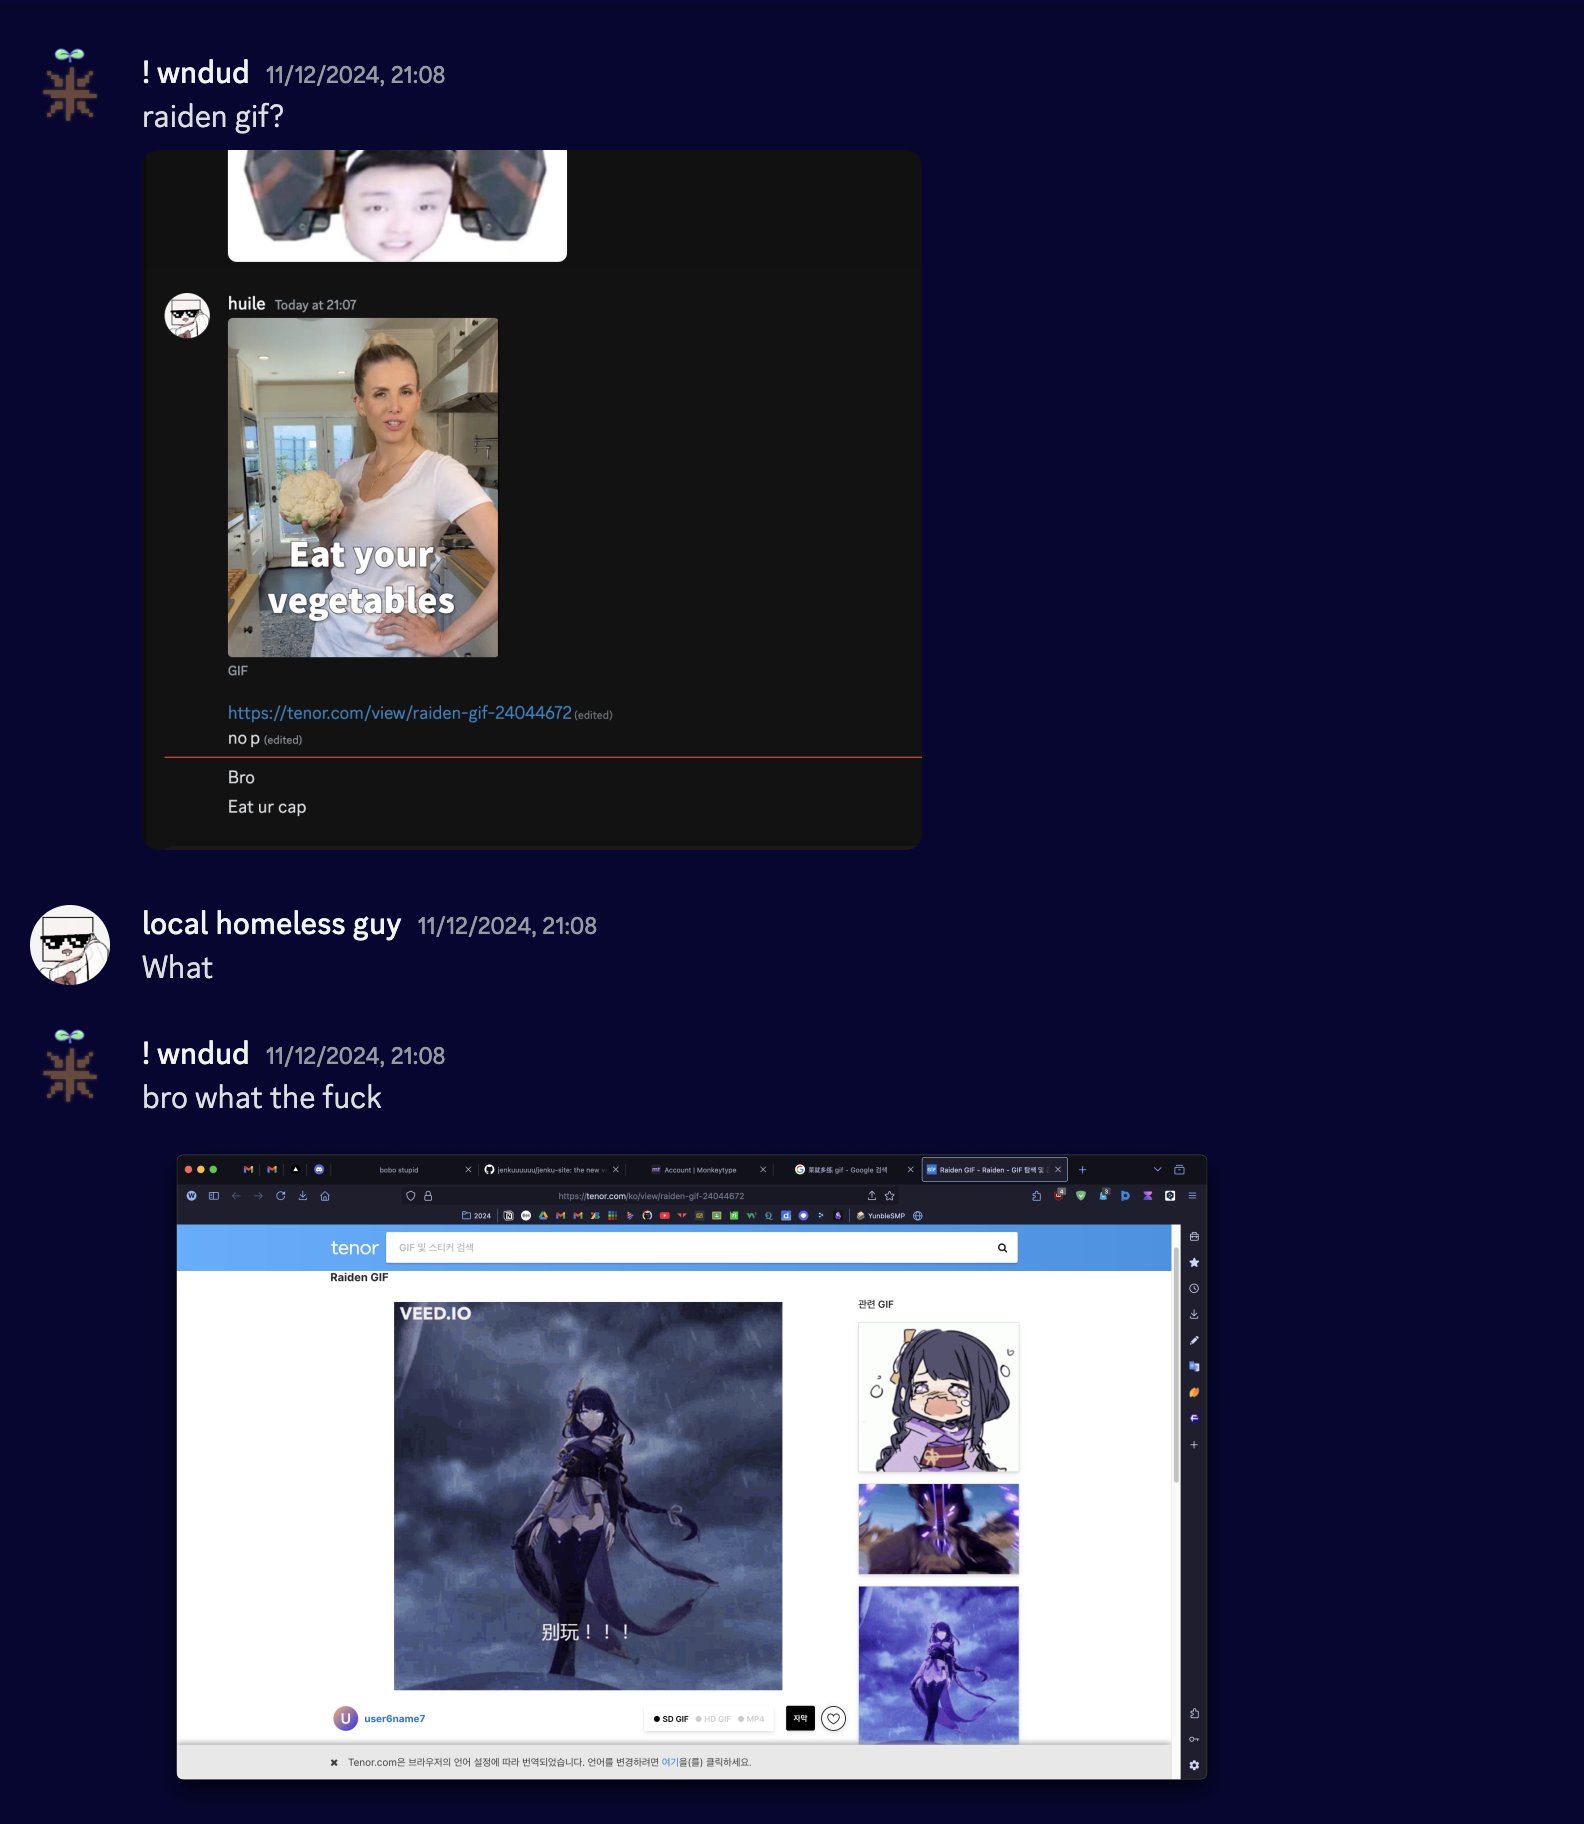 ! wndud 11/12/2024, 21:08
raiden gif?
huile Today at 21:07
Eat your
vegetables
GIF
https://tenor.com/view/raiden-gif-24044672 (edited)
no p (edited)
Bro
Eat ur cap
local homeless guy 11/12/2024, 21:08
What
! wndud 11/12/2024, 21:08
bro what the fuck
bobo stupid
jenkuuuuuu/jenku-site: the new v
Account | Monkeytype
gif - Google 검색
Raiden GIF - Raiden - GIF 탐색 및
https://tenor.com/ko/view/raiden-gif-24044672
2024
YunbleSMP
tenor
GIF 및 스티커 검색
Raiden GIF
VEED.IO
관련 GIF
别玩！！！
U
user6name7
SD GIF
HD GIF
MP4
자막
Tenor.com은 브라우저의 언어 설정에 따라 번역되었습니다. 언어를 변경하려면 여기을(를) 클릭하세요.